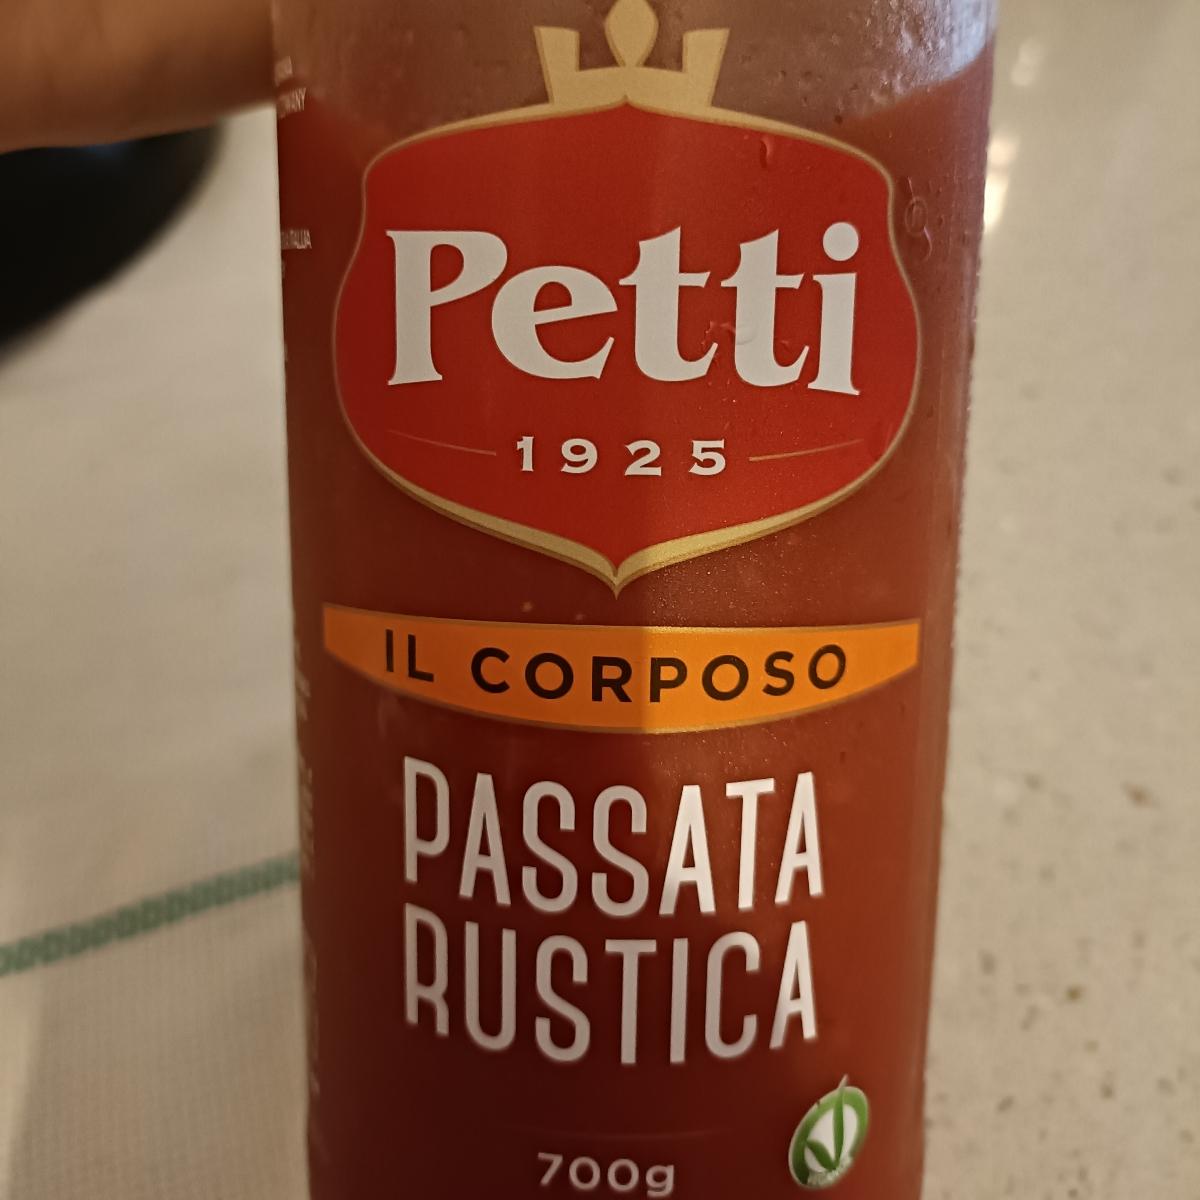 Petti
1925
IL CORPOSO
PASSATA
RUSTICA
700g